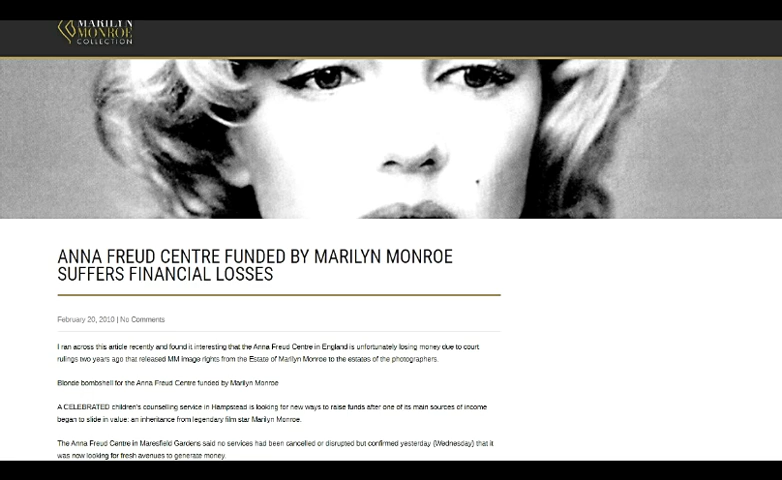 MARILYN
MONROE
COLLECTION
ANNA FREUD CENTRE FUNDED BY MARILYN MONROE
SUFFERS FINANCIAL LOSSES
February 20, 2010 | No Comments
I ran across this article recently and found it interesting that the Anna Freud Centre in England is unfortunately losing money due to court
rulings two years ago that released MM image rights from the Estate of Marilyn Monroe to the estates of the photographers.
Blonde bombshell for the Anna Freud Centre funded by Marilyn Monroe
A CELEBRATED children's counselling service in Hampstead is looking for new ways to raise funds after one of its main sources of income
began to slide in value: an inheritance from legendary film star Marilyn Monroe.
The Anna Freud Centre in Maresfield Gardens said no services had been cancelled or disrupted but confirmed yesterday (Wednesday) that it
was now looking for fresh avenues to generate money.